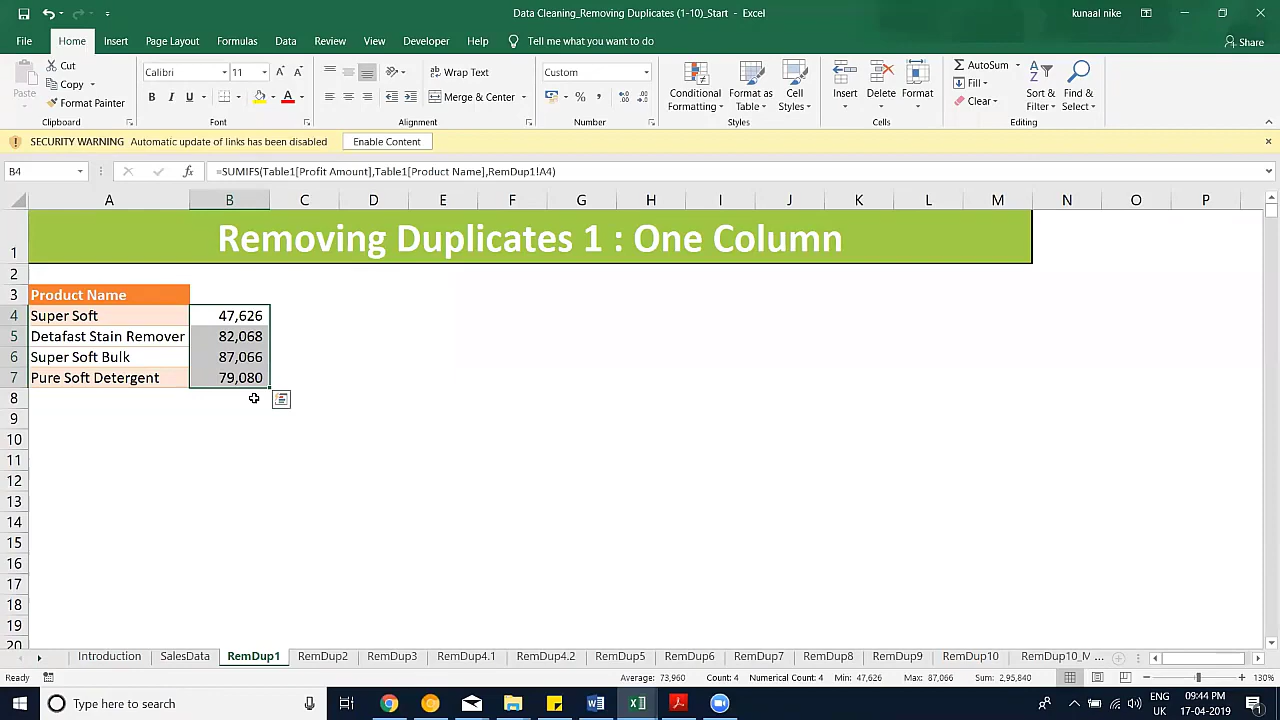 Data Cleaning_Removing Duplicates (1-10)_Start - Excel
kunaal nike
File Home Insert Page Layout Formulas Data Review View Developer Help Tell me what you want to do Share
Paste
Cut
Copy
Format Painter
Clipboard
Calibri 11
B I U A
Font
Wrap Text
Merge & Center
Alignment
Custom
%
Number
Conditional Formatting
Format as Table
Cell Styles
Styles
Insert
Delete
Format
Cells
AutoSum
Fill
Clear
Sort & Filter
Find & Select
Editing
SECURITY WARNING Automatic update of links has been disabled Enable Content
B4 fx =SUMIFS(Table1[Profit Amount],Table1[Product Name],RemDup1!A4)
A B C D E F G H I J K L M N O P
1 Removing Duplicates 1 : One Column
2
3 Product Name
4 Super Soft 47,626
5 Detafast Stain Remover 82,068
6 Super Soft Bulk 87,066
7 Pure Soft Detergent 79,080
8
9
10
11
12
13
14
15
16
17
18
19
20
Introduction SalesData RemDup1 RemDup2 RemDup3 RemDup4.1 RemDup4.2 RemDup5 RemDup6 RemDup7 RemDup8 RemDup9 RemDup10 RemDup10_M ...
Ready Average: 73,960 Count: 4 Numerical Count: 4 Min: 47,626 Max: 87,066 Sum: 2,95,840 130%
Type here to search
ENG
UK
09:44 PM
17-04-2019
1